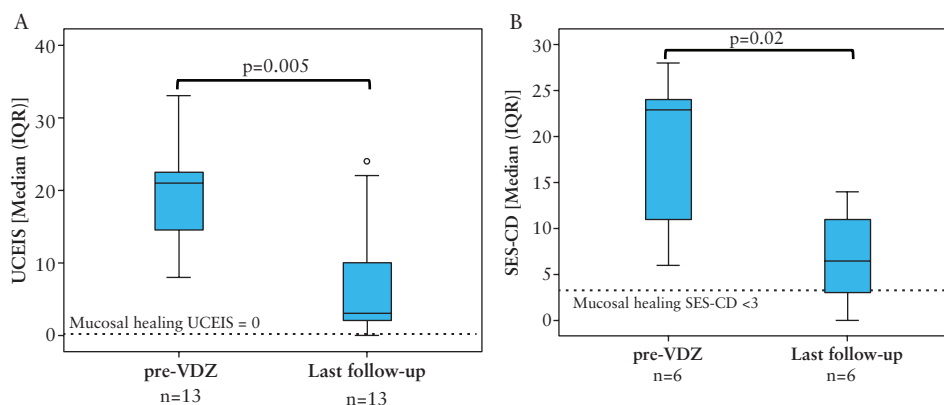 A
UCEIS [Median (IQR)]
40
30
20
10
0
p=0.005
Mucosal healing UCEIS = 0
pre-VDZ
n=13
Last follow-up
n=13
B
SES-CD [Median (IQR)]
30
25
20
15
10
5
0
p=0.02
Mucosal healing SES-CD <3
pre-VDZ
n=6
Last follow-up
n=6